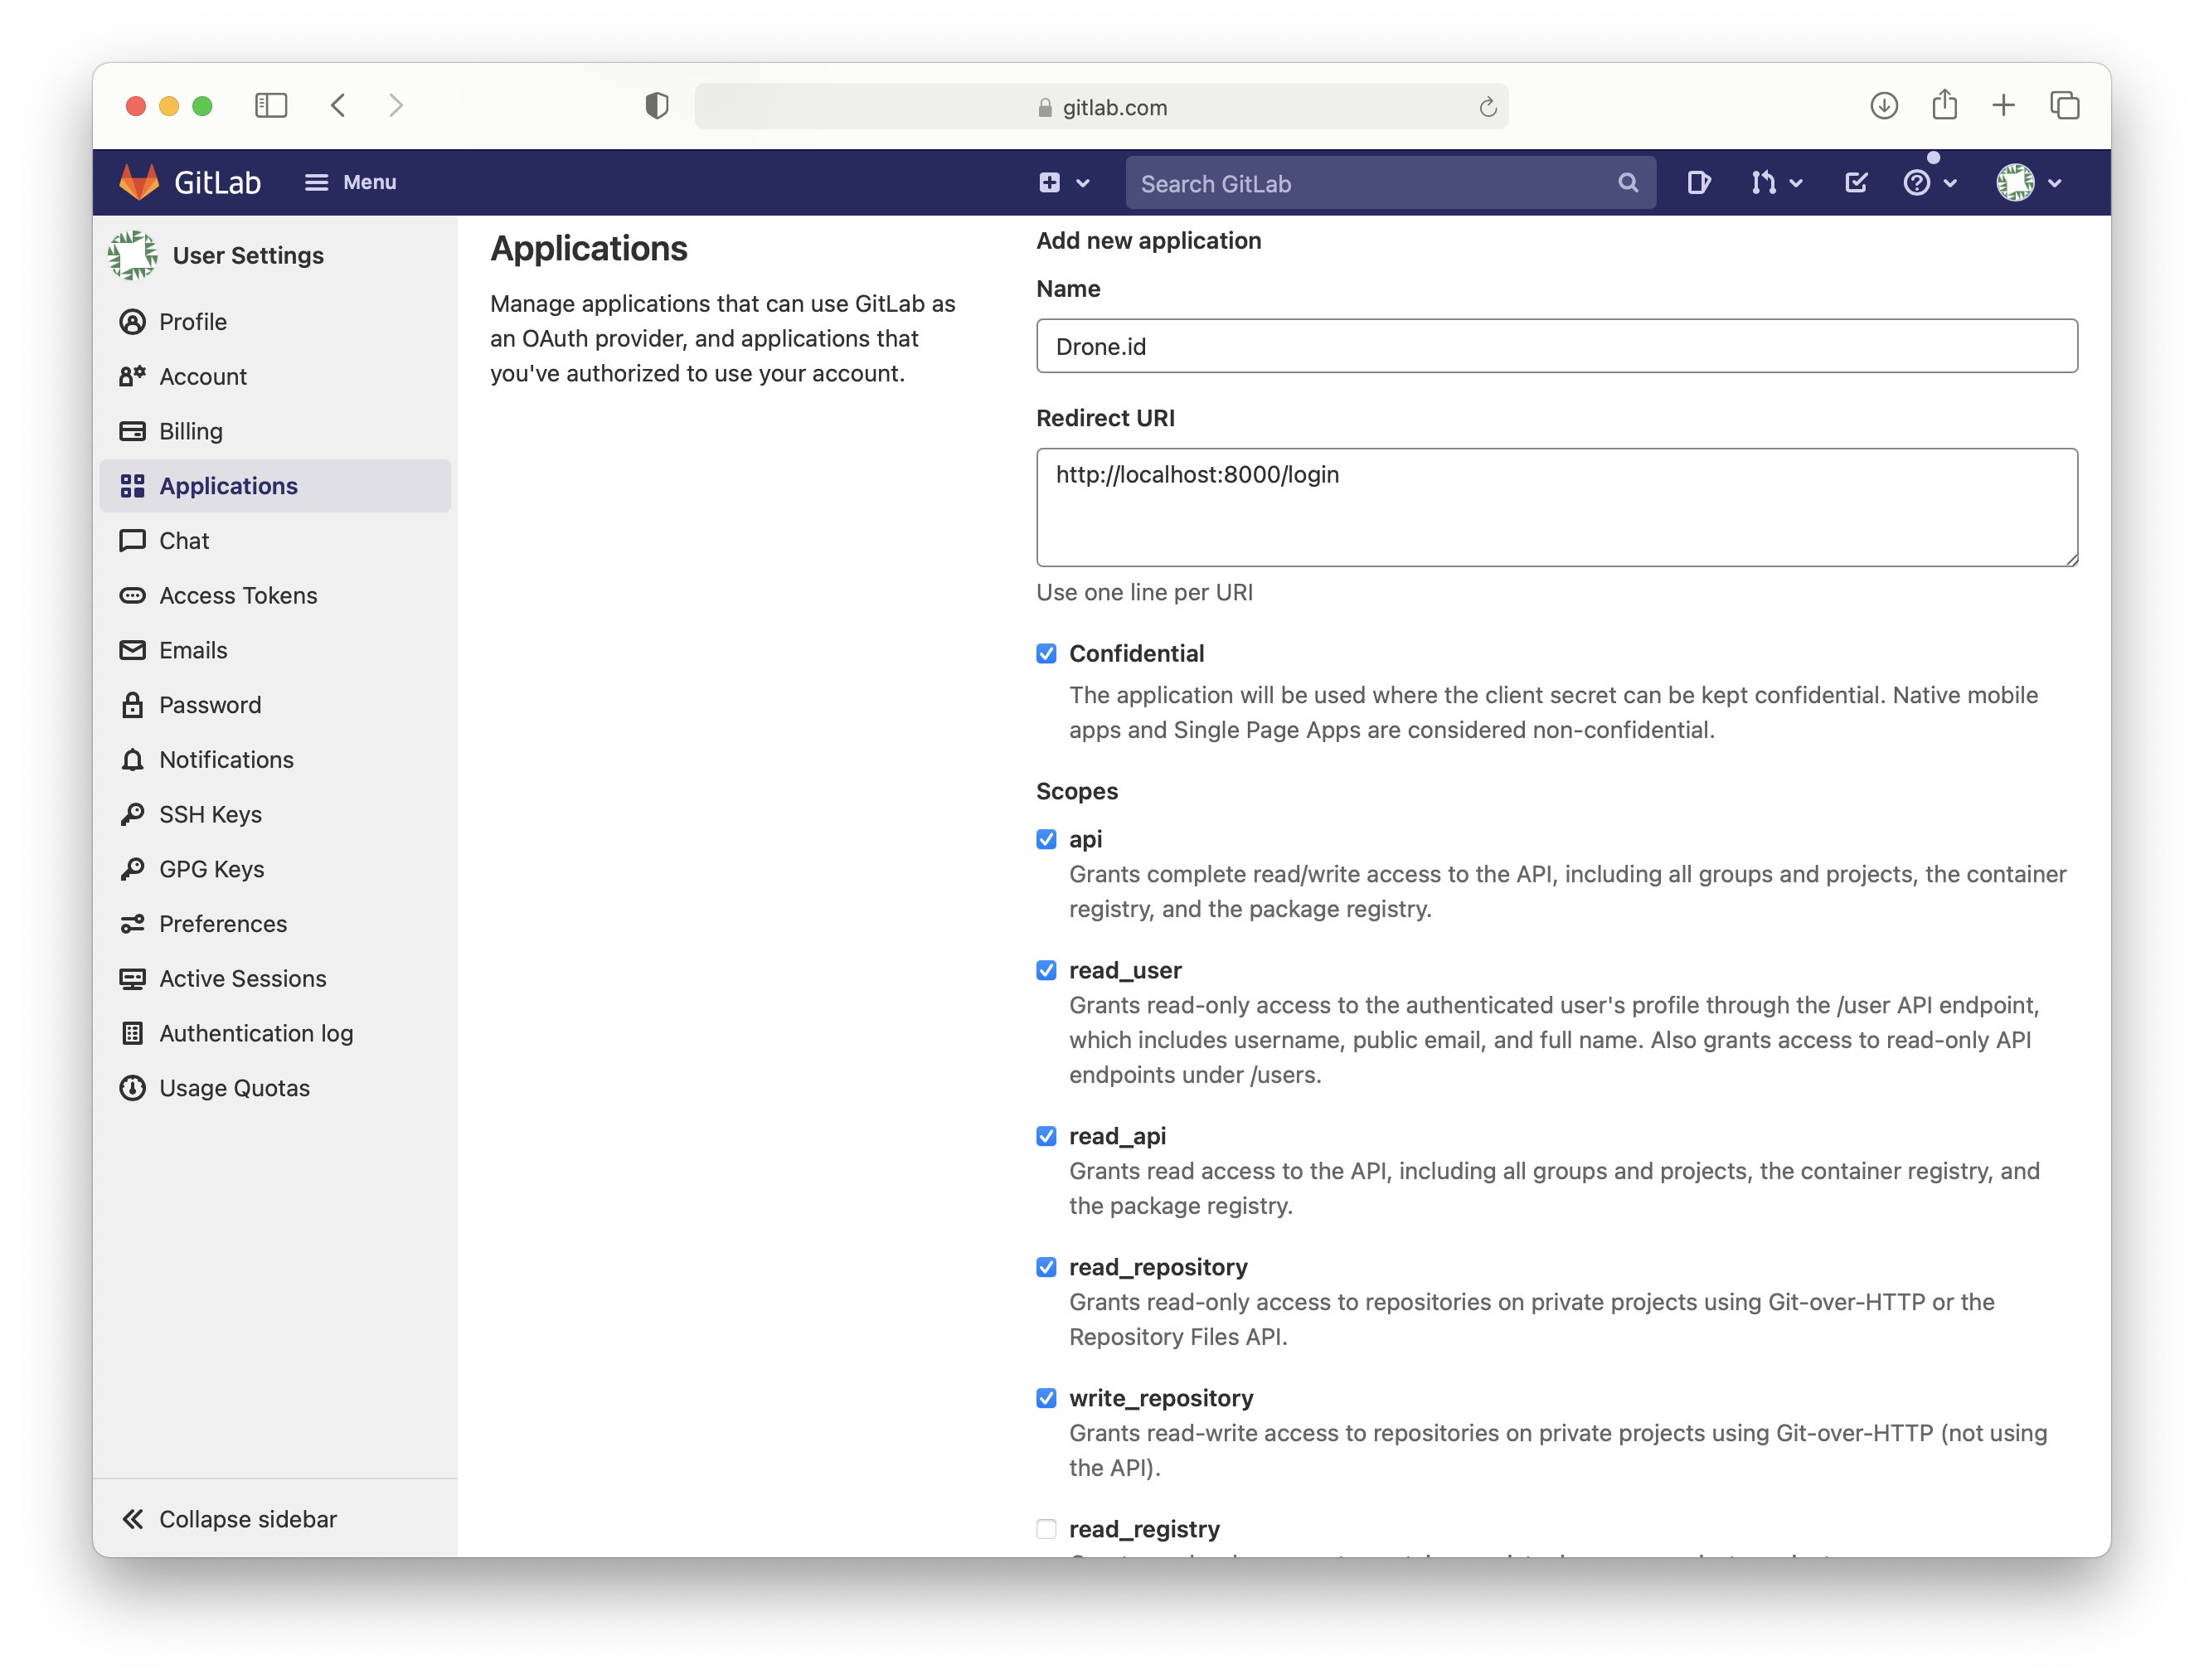 gitlab.com
GitLab
Menu
Search GitLab
User Settings
Profile
Account
Billing
Applications
Chat
Access Tokens
Emails
Password
Notifications
SSH Keys
GPG Keys
Preferences
Active Sessions
Authentication log
Usage Quotas
Collapse sidebar
Applications
Manage applications that can use GitLab as
an OAuth provider, and applications that
you've authorized to use your account.
Add new application
Name
Drone.id
Redirect URI
http://localhost:8000/login
Use one line per URI
Confidential
The application will be used where the client secret can be kept confidential. Native mobile
apps and Single Page Apps are considered non-confidential.
Scopes
api
Grants complete read/write access to the API, including all groups and projects, the container
registry, and the package registry.
read_user
Grants read-only access to the authenticated user's profile through the /user API endpoint,
which includes username, public email, and full name. Also grants access to read-only API
endpoints under /users.
read_api
Grants read access to the API, including all groups and projects, the container registry, and
the package registry.
read_repository
Grants read-only access to repositories on private projects using Git-over-HTTP or the
Repository Files API.
write_repository
Grants read-write access to repositories on private projects using Git-over-HTTP (not using
the API).
read_registry